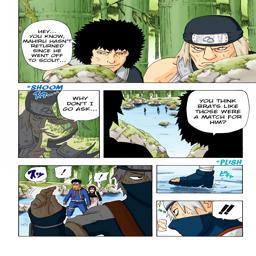 HEY...
YOU KNOW,
MAHIRU HASN'T
RETURNED
SINCE HE
WENT OFF
TO SCOUT...
*SHOOM
WHY
DON'T I
GO ASK...
YOU THINK
BRATS LIKE
THOSE WERE
A MATCH
FOR HIM?
*PUSH
!
!
!!